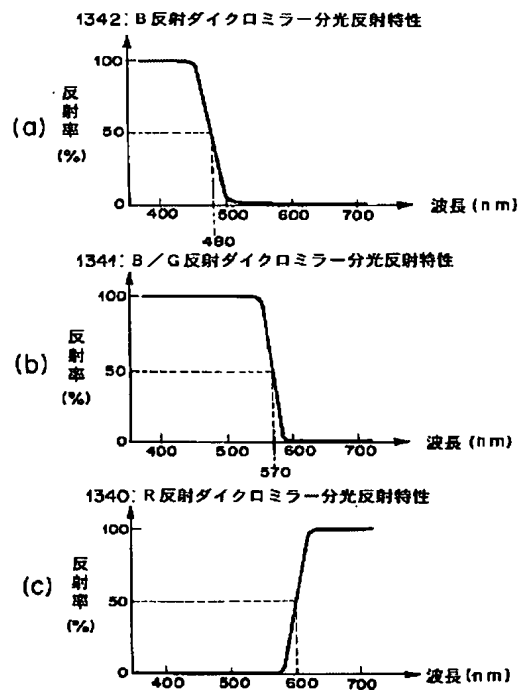 1342: B反射ダイクロミラー分光反射特性
(a)
反射率
(%)
100
50
0
400 500 600 700 波長(nm)
480
1341: B/G反射ダイクロミラー分光反射特性
(b)
反射率
(%)
100
50
0
400 500 600 700 波長(nm)
570
1340: R反射ダイクロミラー分光反射特性
(c)
反射率
(%)
100
50
0
400 500 600 700 波長(nm)